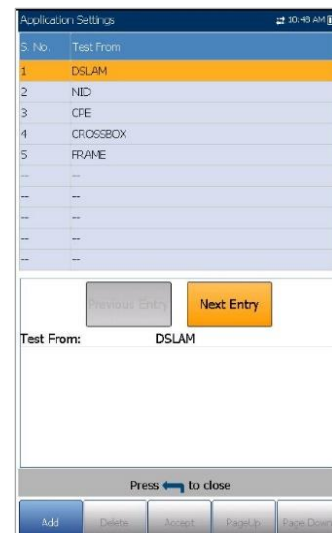 Application Settings 10:48 AM
S. No. Test From
1 DSLAM
2 NID
3 CPE
4 CROSSBOX
5 FRAME
-- --
-- --
-- --
-- --
-- --
Previous Entry Next Entry
Test From: DSLAM
Press to close
Add Delete Accept PageUp Page Down